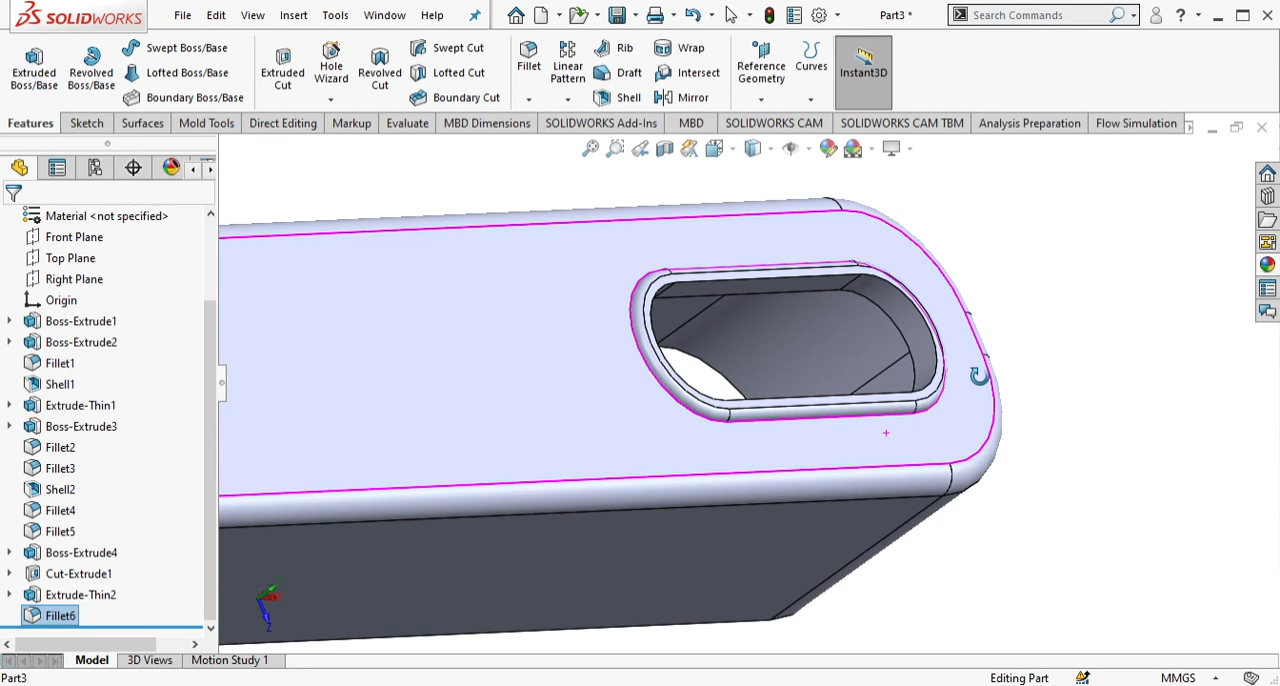 SOLIDWORKS File Edit View Insert Tools Window Help Part3 * Search Commands ?
Extruded Boss/Base Revolved Boss/Base Swept Boss/Base Lofted Boss/Base Boundary Boss/Base Extruded Cut Hole Wizard Revolved Cut Swept Cut Lofted Cut Boundary Cut Fillet Linear Pattern Rib Draft Shell Wrap Intersect Mirror Reference Geometry Curves Instant3D
Features Sketch Surfaces Mold Tools Direct Editing Markup Evaluate MBD Dimensions SOLIDWORKS Add-Ins MBD SOLIDWORKS CAM SOLIDWORKS CAM TBM Analysis Preparation Flow Simulation
Material <not specified>
Front Plane
Top Plane
Right Plane
Origin
Boss-Extrude1
Boss-Extrude2
Fillet1
Shell1
Extrude-Thin1
Boss-Extrude3
Fillet2
Fillet3
Shell2
Fillet4
Fillet5
Boss-Extrude4
Cut-Extrude1
Extrude-Thin2
Fillet6
Z
Model 3D Views Motion Study 1
Part3 Editing Part MMGS